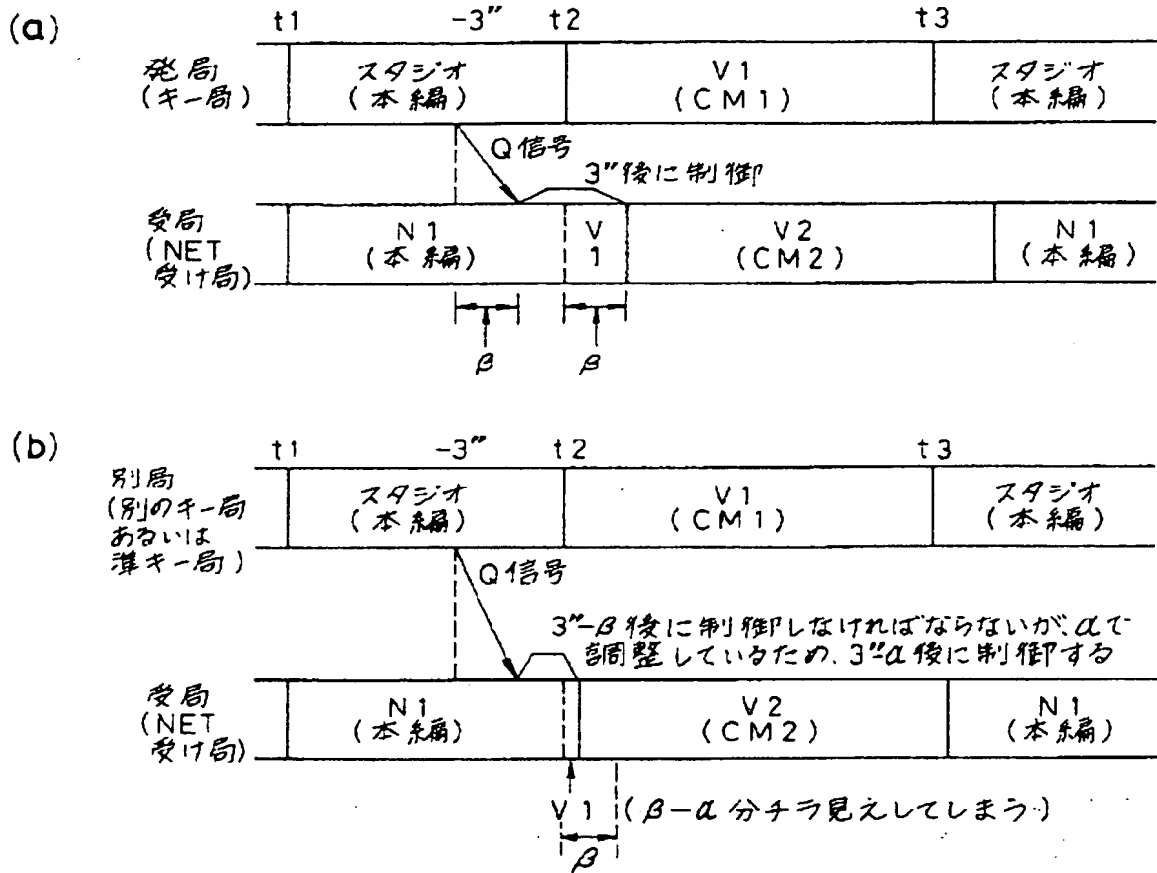 (a)
t1 -3″ t2 t3
発局
(キー局)
スタジオ
(本編)
V1
(CM1)
スタジオ
(本編)
Q信号
3″後に制御
受局
(NET
受け局)
N1
(本編)
V
1
V2
(CM2)
N1
(本編)
β
β
(b)
t1 -3″ t2 t3
別局
(別のキー局
あるいは
準キー局)
スタジオ
(本編)
V1
(CM1)
スタジオ
(本編)
Q信号
3″-β後に制御しなければならないが、αで
調整しているため、3″-α後に制御する
受局
(NET
受け局)
N1
(本編)
V2
(CM2)
N1
(本編)
V1 (β-α分チラ見えしてしまう)
β